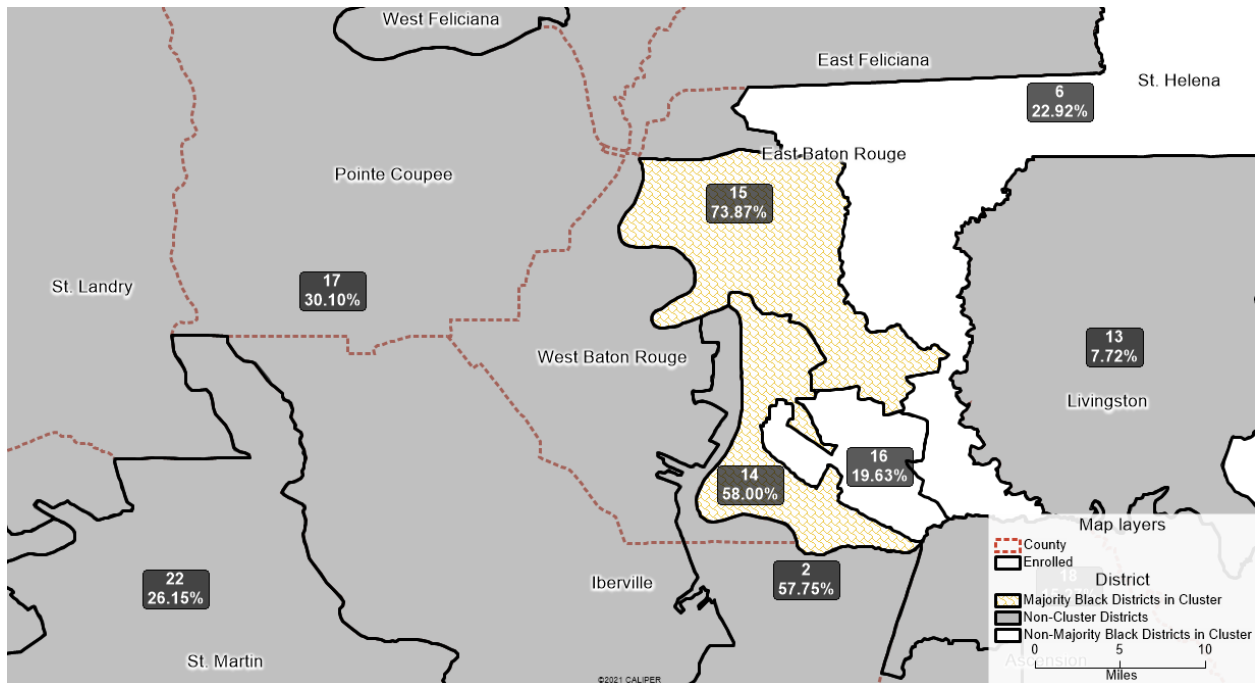 West Feliciana
East Feliciana
St. Helena
6
22.92%
East Baton Rouge
Pointe Coupee
15
73.87%
St. Landry
17
30.10%
West Baton Rouge
13
7.72%
Livingston
16
19.63%
14
58.00%
2
57.75%
Iberville
22
26.15%
St. Martin
Map layers
County
Enrolled
District
Majority Black Districts in Cluster
Non-Cluster Districts
Non-Majority Black Districts in Cluster
0 5 10
Miles
18
Ascension
©2021 CALIPER